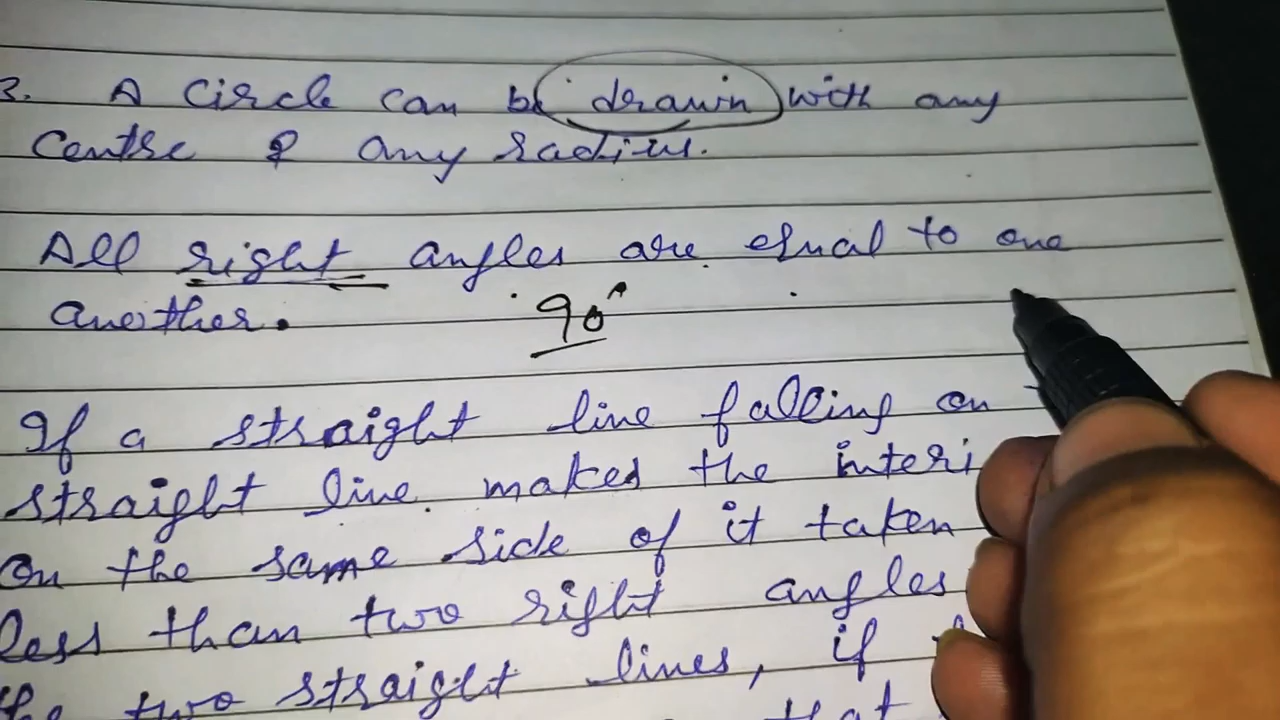 3. A circle can be drawn with any
Centre & any radius.
All right angles are equal to one
another.
90°
If a straight line falling on
straight line makes the interi
on the same side of it taken
less than two right angles
the two straight lines, if
that